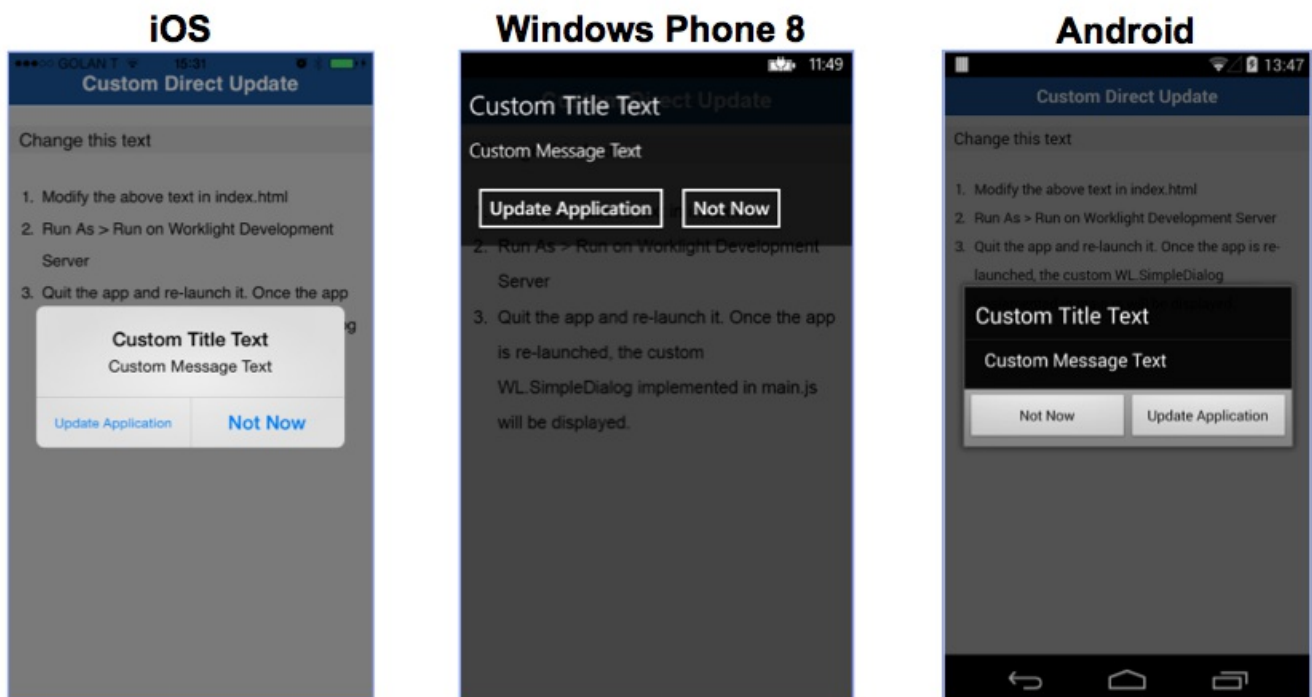 iOS
GOLAN T 15:31
Custom Direct Update
Change this text
1. Modify the above text in index.html
2. Run As > Run on Worklight Development
Server
3. Quit the app and re-launch it. Once the app
Custom Title Text
Custom Message Text
Update Application Not Now
Windows Phone 8
11:49
Custom Title Text
Custom Message Text
Update Application Not Now
2. Run As > Run on Worklight Development
Server
3. Quit the app and re-launch it. Once the app
is re-launched, the custom
WL.SimpleDialog implemented in main.js
will be displayed.
Android
13:47
Custom Direct Update
Change this text
1. Modify the above text in index.html
2. Run As > Run on Worklight Development Server
3. Quit the app and re-launch it. Once the app is re-
launched, the custom WL.SimpleDialog
Custom Title Text
Custom Message Text
Not Now Update Application